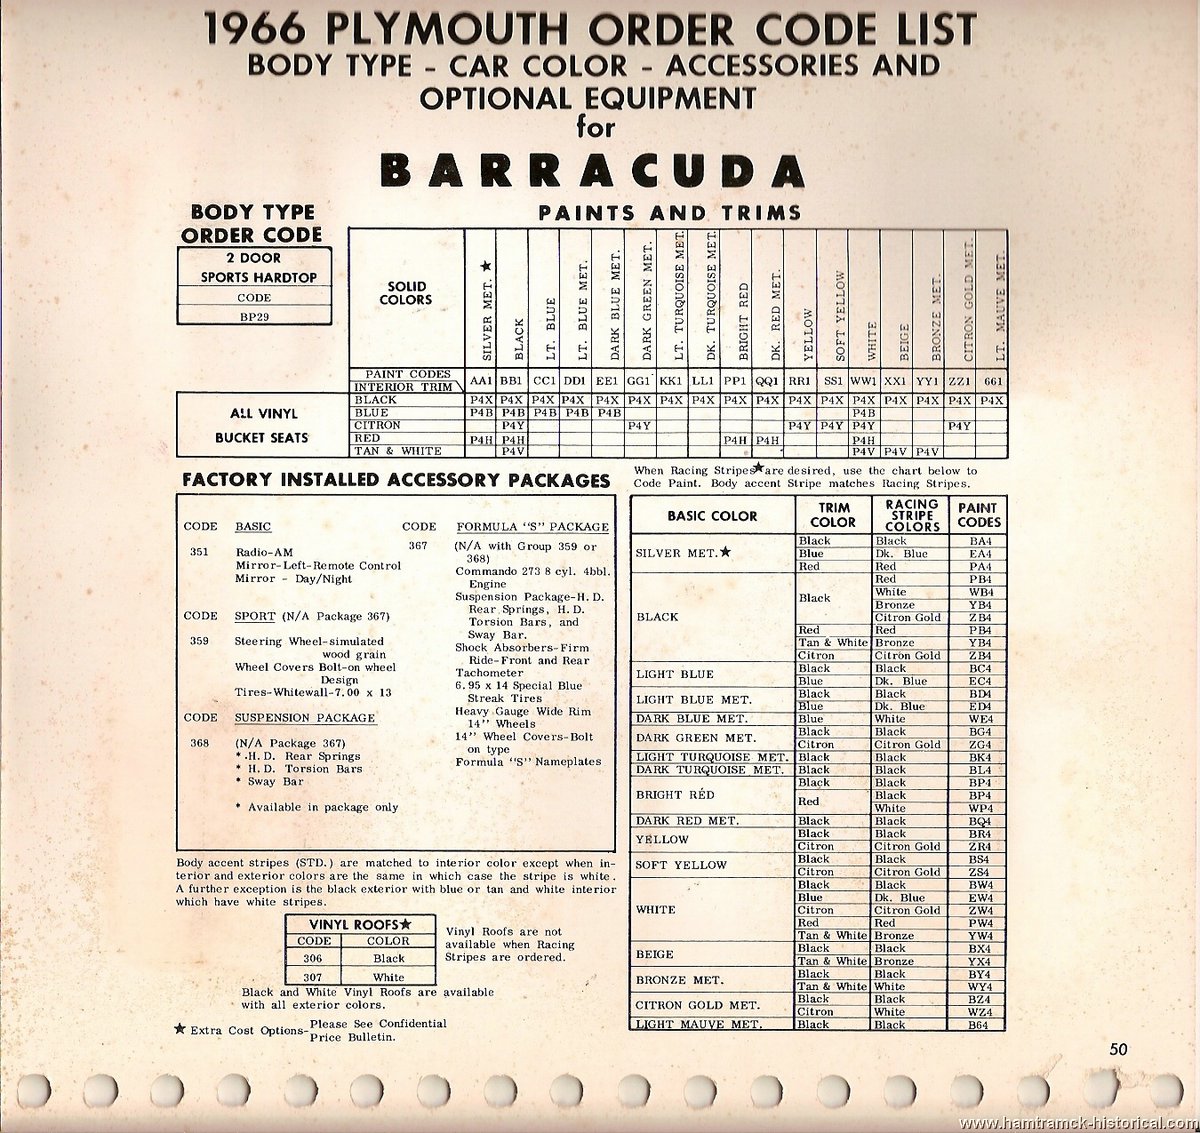 1966 PLYMOUTH ORDER CODE LIST
BODY TYPE - CAR COLOR - ACCESSORIES AND
OPTIONAL EQUIPMENT
for
BARRACUDA
BODY TYPE
ORDER CODE
2 DOOR
SPORTS HARDTOP
CODE
BP29
PAINTS AND TRIMS
SOLID
COLORS
SILVER MET. ★
BLACK
LT. BLUE
LT. BLUE MET.
DARK BLUE MET.
DARK GREEN MET.
LT. TURQUOISE MET.
DK. TURQUOISE MET.
BRIGHT RED
DK. RED MET.
YELLOW
SOFT YELLOW
WHITE
BEIGE
BRONZE MET.
CITRON GOLD MET.
LT. MAUVE MET.
PAINT CODES
INTERIOR TRIM
AA1 BB1 CC1 DD1 EE1 GG1 KK1 LL1 PP1 QQ1 RR1 SS1 WW1 XX1 YY1 ZZ1 661
ALL VINYL
BUCKET SEATS
BLACK P4X P4X P4X P4X P4X P4X P4X P4X P4X P4X P4X P4X P4X P4X P4X P4X P4X
BLUE P4B P4B P4B P4B P4B P4B
CITRON P4Y P4Y P4Y P4Y P4Y P4Y
RED P4H P4H P4H P4H P4H
TAN & WHITE P4V P4V P4V P4V
FACTORY INSTALLED ACCESSORY PACKAGES
CODE BASIC
351 Radio-AM
Mirror-Left-Remote Control
Mirror - Day/Night
CODE SPORT (N/A Package 367)
359 Steering Wheel-simulated
wood grain
Wheel Covers Bolt-on wheel
Design
Tires-Whitewall-7.00 x 13
CODE SUSPENSION PACKAGE
368 (N/A Package 367)
* H.D. Rear Springs
* H.D. Torsion Bars
* Sway Bar
* Available in package only
CODE FORMULA "S" PACKAGE
367 (N/A with Group 359 or
368)
Commando 273 8 cyl. 4bbl.
Engine
Suspension Package-H.D.
Rear Springs, H.D.
Torsion Bars, and
Sway Bar.
Shock Absorbers-Firm
Ride-Front and Rear
Tachometer
6.95 x 14 Special Blue
Streak Tires
Heavy Gauge Wide Rim
14" Wheels
14" Wheel Covers-Bolt
on type
Formula "S" Nameplates
Body accent stripes (STD.) are matched to interior color except when in-
terior and exterior colors are the same in which case the stripe is white.
A further exception is the black exterior with blue or tan and white interior
which have white stripes.
VINYL ROOFS★
CODE COLOR
306 Black
307 White
Vinyl Roofs are not
available when Racing
Stripes are ordered.
Black and White Vinyl Roofs are available
with all exterior colors.
★ Extra Cost Options-Please See Confidential
Price Bulletin.
When Racing Stripes★are desired, use the chart below to
Code Paint. Body accent Stripe matches Racing Stripes.
BASIC COLOR TRIM COLOR RACING STRIPE COLORS PAINT CODES
SILVER MET.★ Black Black BA4
Blue Dk. Blue EA4
Red Red PA4
BLACK Black Red PB4
White WB4
Bronze YB4
Citron Gold ZB4
Red Red PB4
Tan & White Bronze YB4
Citron Citron Gold ZB4
LIGHT BLUE Black Black BC4
Blue Dk. Blue EC4
LIGHT BLUE MET. Black Black BD4
Blue Dk. Blue ED4
DARK BLUE MET. Blue White WE4
DARK GREEN MET. Black Black BG4
Citron Citron Gold ZG4
LIGHT TURQUOISE MET. Black Black BK4
DARK TURQUOISE MET. Black Black BL4
BRIGHT RED Black Black BP4
Red Black BP4
White WP4
DARK RED MET. Black Black BQ4
YELLOW Black Black BR4
Citron Citron Gold ZR4
SOFT YELLOW Black Black BS4
Citron Citron Gold ZS4
WHITE Black Black BW4
Blue Dk. Blue EW4
Citron Citron Gold ZW4
Red Red PW4
Tan & White Bronze YW4
BEIGE Black Black BX4
Tan & White Bronze YX4
BRONZE MET. Black Black BY4
Tan & White White WY4
CITRON GOLD MET. Black Black BZ4
Citron White WZ4
LIGHT MAUVE MET. Black Black B64
50
www.hamtramck-historical.com